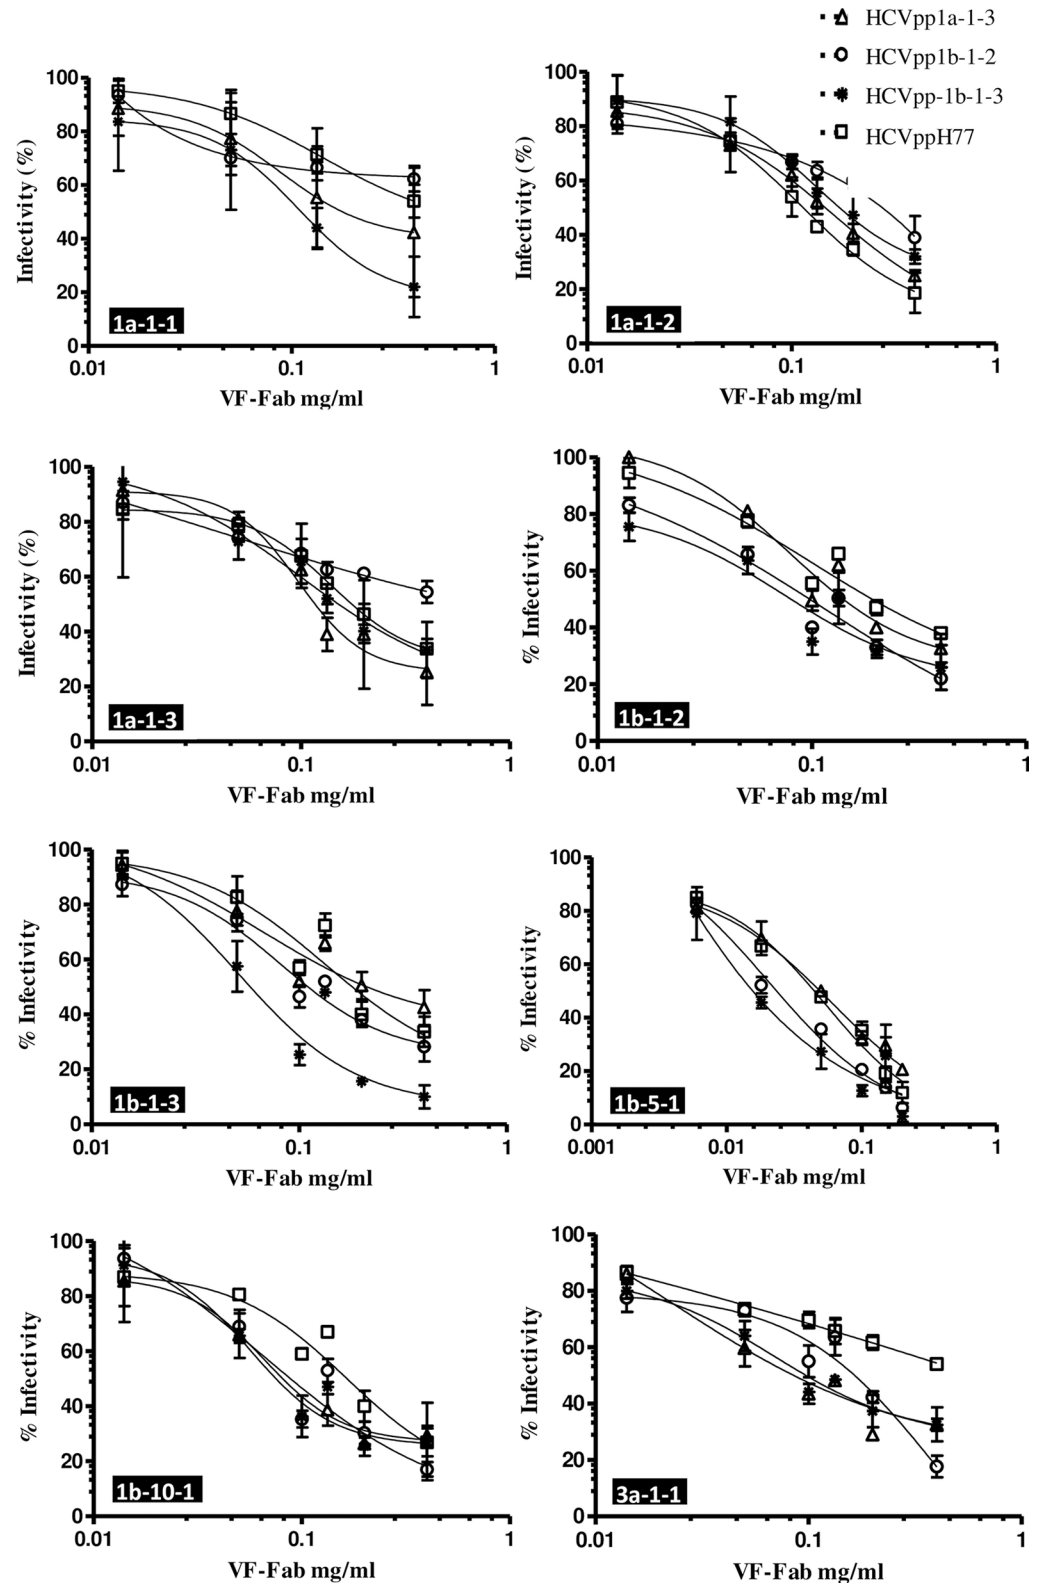 HCVpp1a-1-3
HCVpp1b-1-2
HCVpp-1b-1-3
HCVppH77
Infectivity (%)
100
80
60
40
20
0
1a-1-1
0.01 0.1 1
VF-Fab mg/ml
Infectivity (%)
100
80
60
40
20
0
1a-1-2
0.01 0.1 1
VF-Fab mg/ml
Infectivity (%)
100
80
60
40
20
0
1a-1-3
0.01 0.1 1
VF-Fab mg/ml
% Infectivity
100
80
60
40
20
0
1b-1-2
0.01 0.1 1
VF-Fab mg/ml
% Infectivity
100
80
60
40
20
0
1b-1-3
0.01 0.1 1
VF-Fab mg/ml
% Infectivity
100
80
60
40
20
0
1b-5-1
0.001 0.01 0.1 1
VF-Fab mg/ml
% Infectivity
100
80
60
40
20
0
1b-10-1
0.01 0.1 1
VF-Fab mg/ml
% Infectivity
100
80
60
40
20
0
3a-1-1
0.01 0.1 1
VF-Fab mg/ml